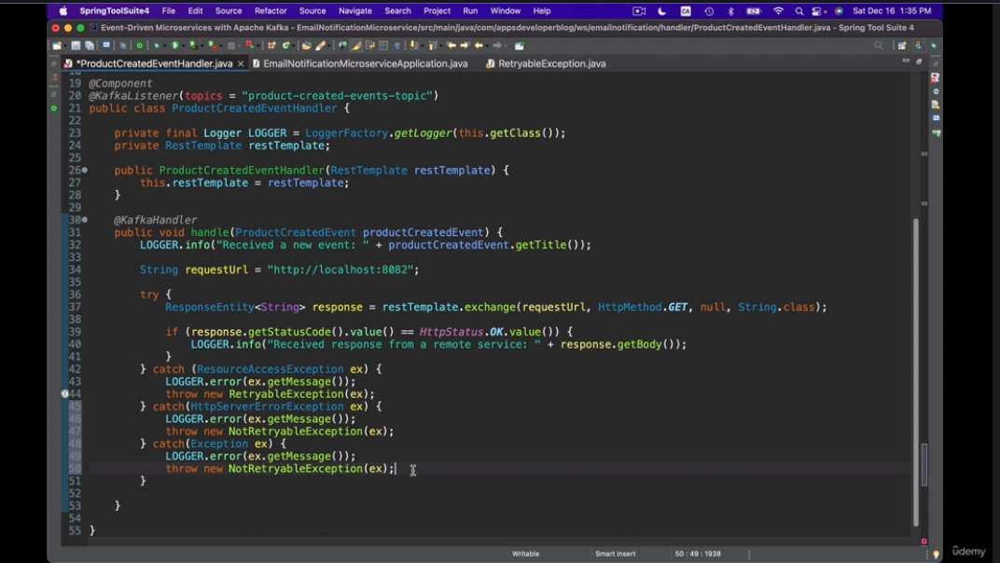 SpringToolSuite4 File Edit Source Refactor Source Navigate Search Project Run Window Help CA Sat Dec 16 1:35 PM
Event-Driven Microservices with Apache Kafka - EmailNotificationMicroservice/src/main/java/com/appsdeveloperblog/ws/emailnotification/handler/ProductCreatedEventHandler.java - Spring Tool Suite 4
*ProductCreatedEventHandler.java EmailNotificationMicroserviceApplication.java RetryableException.java
18
19 @Component
20 @KafkaListener(topics = "product-created-events-topic")
21 public class ProductCreatedEventHandler {
22
23 private final Logger LOGGER = LoggerFactory.getLogger(this.getClass());
24 private RestTemplate restTemplate;
25
26 public ProductCreatedEventHandler(RestTemplate restTemplate) {
27 this.restTemplate = restTemplate;
28 }
29
30 @KafkaHandler
31 public void handle(ProductCreatedEvent productCreatedEvent) {
32 LOGGER.info("Received a new event: " + productCreatedEvent.getTitle());
33
34 String requestUrl = "http://localhost:8082";
35
36 try {
37 ResponseEntity<String> response = restTemplate.exchange(requestUrl, HttpMethod.GET, null, String.class);
38
39 if (response.getStatusCode().value() == HttpStatus.OK.value()) {
40 LOGGER.info("Received response from a remote service: " + response.getBody());
41 }
42 } catch (ResourceAccessException ex) {
43 LOGGER.error(ex.getMessage());
44 throw new RetryableException(ex);
45 } catch(HttpServerErrorException ex) {
46 LOGGER.error(ex.getMessage());
47 throw new NotRetryableException(ex);
48 } catch(Exception ex) {
49 LOGGER.error(ex.getMessage());
50 throw new NotRetryableException(ex);
51 }
52
53 }
54
55 }
Writable Smart Insert 50 : 49 : 1938
ûdemy